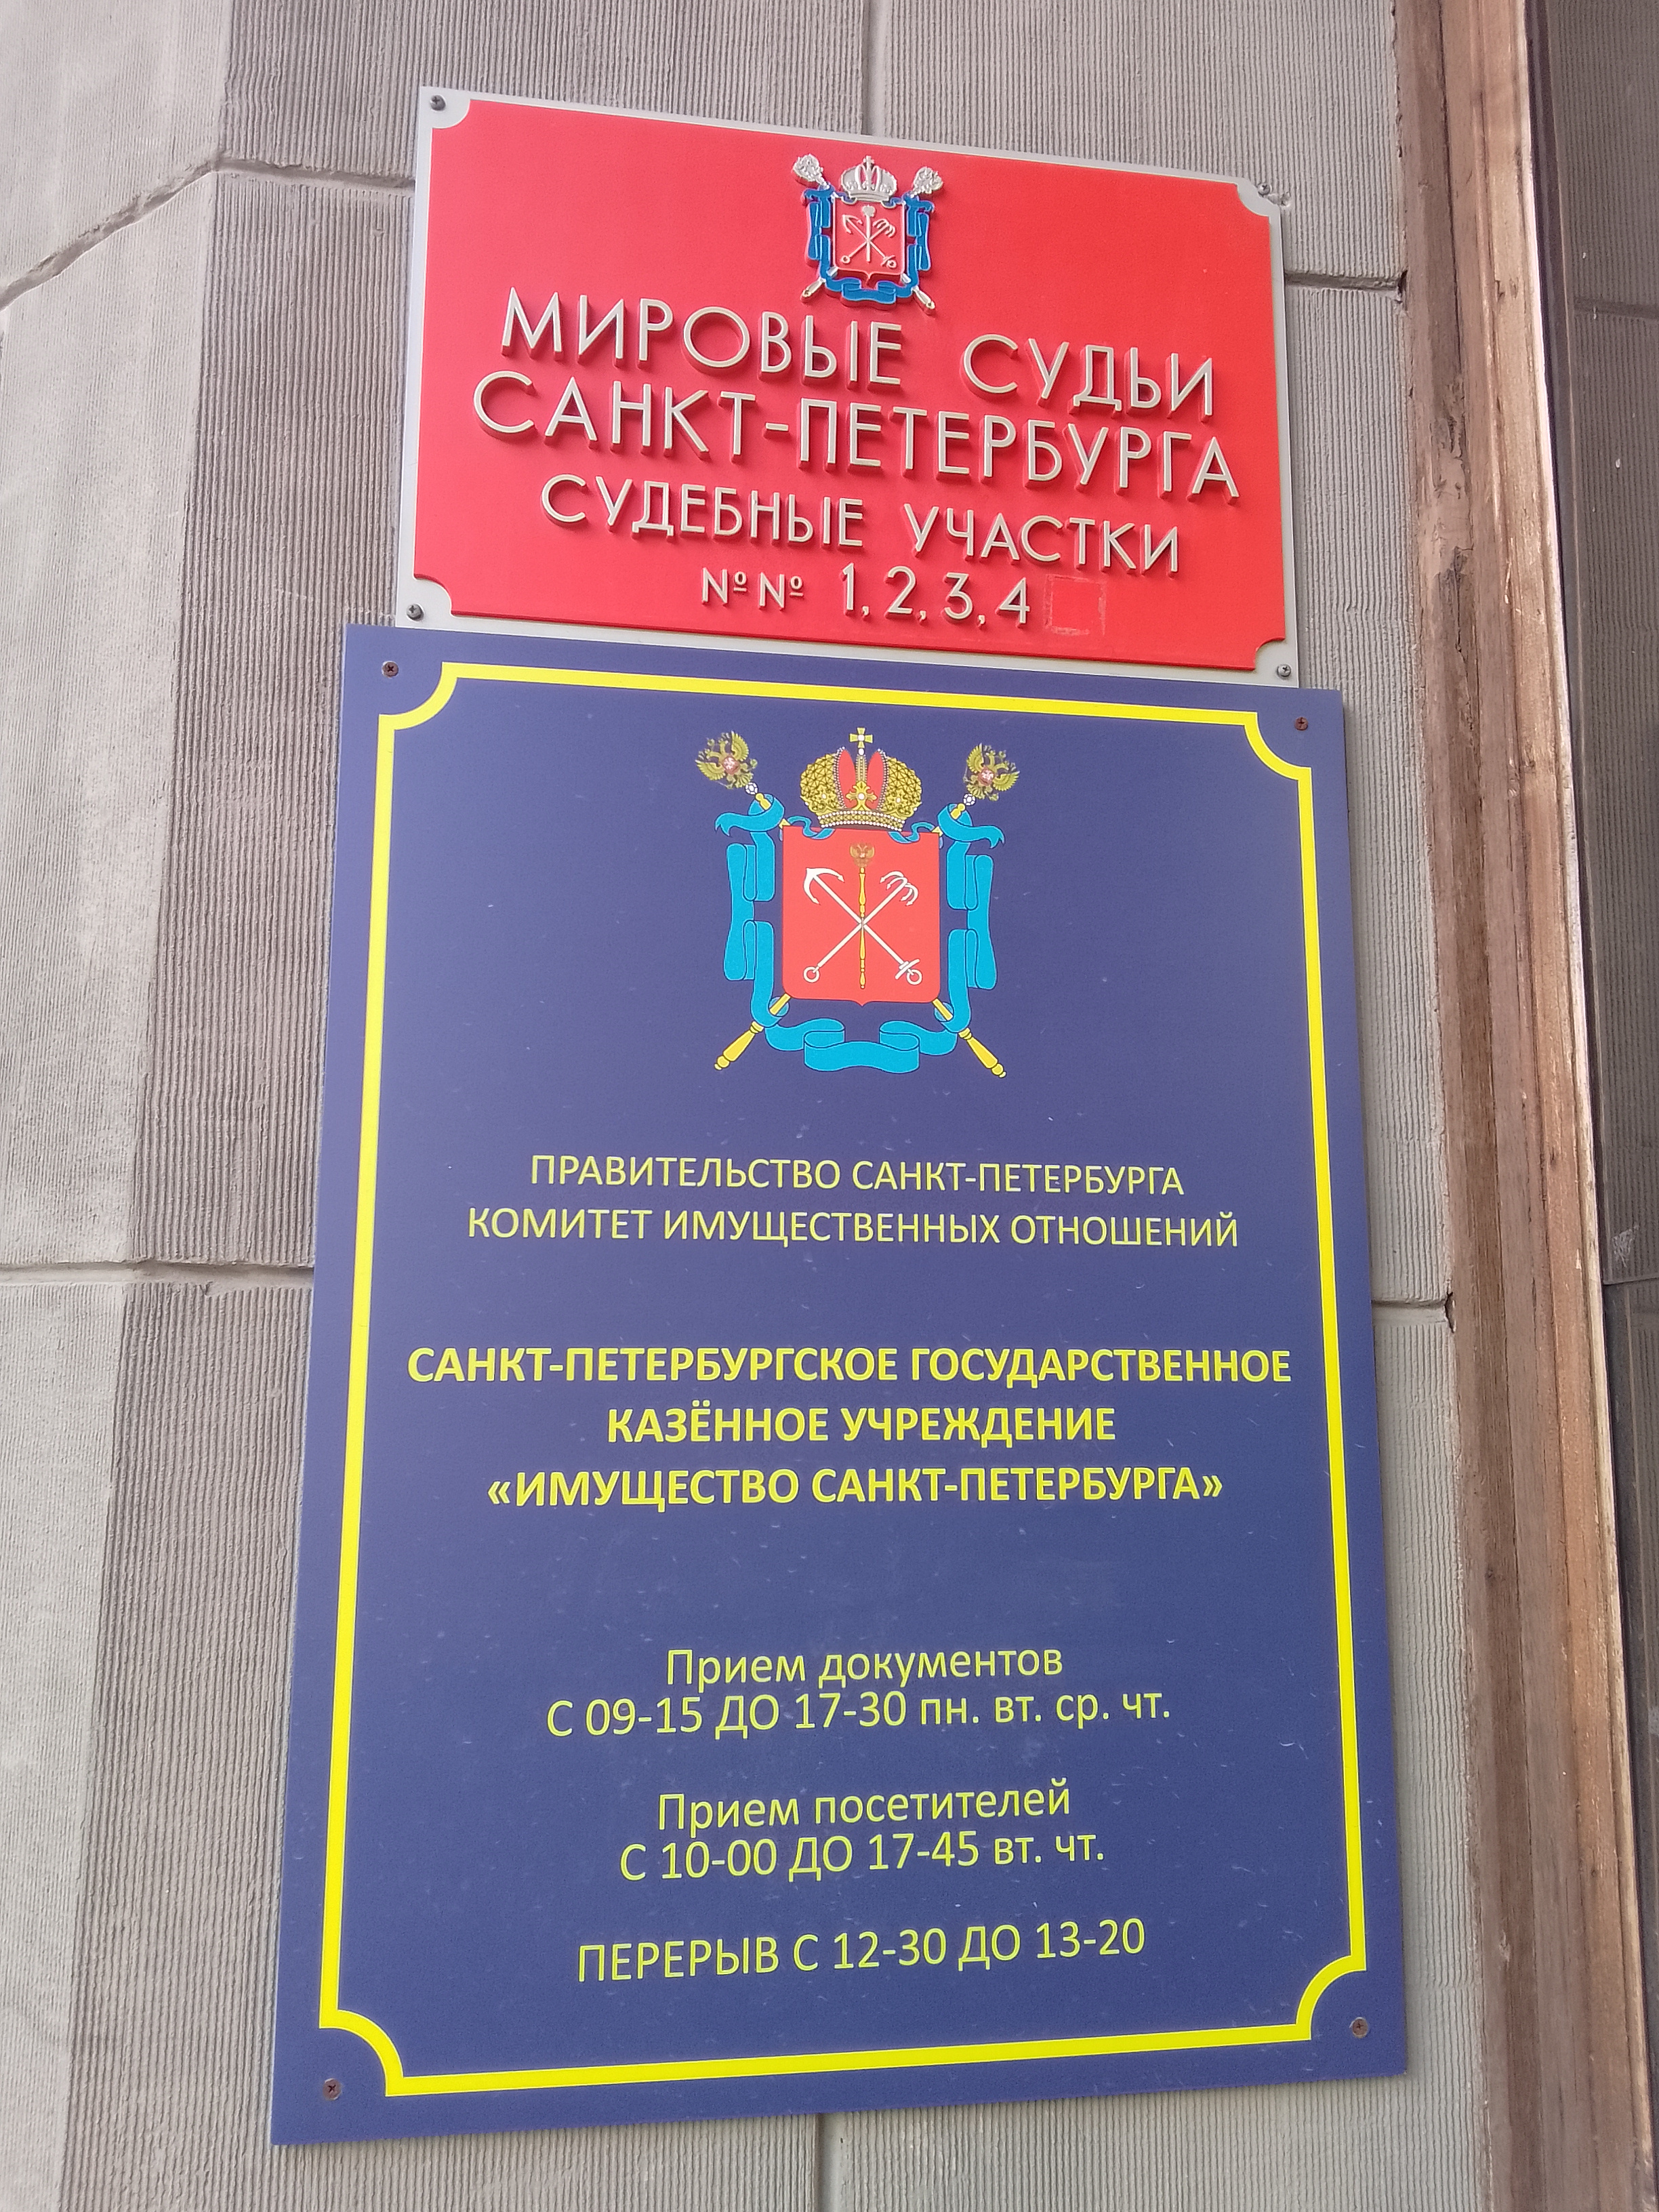 МИРОВЫЕ СУДЬИ
САНКТ-ПЕТЕРБУРГА
СУДЕБНЫЕ УЧАСТКИ
№№ 1, 2, 3, 4
ПРАВИТЕЛЬСТВО САНКТ-ПЕТЕРБУРГА
КОМИТЕТ ИМУЩЕСТВЕННЫХ ОТНОШЕНИЙ
САНКТ-ПЕТЕРБУРГСКОЕ ГОСУДАРСТВЕННОЕ
КАЗЁННОЕ УЧРЕЖДЕНИЕ
«ИМУЩЕСТВО САНКТ-ПЕТЕРБУРГА»
Прием документов
С 09-15 ДО 17-30 пн. вт. ср. чт.
Прием посетителей
С 10-00 ДО 17-45 вт. чт.
ПЕРЕРЫВ С 12-30 ДО 13-20